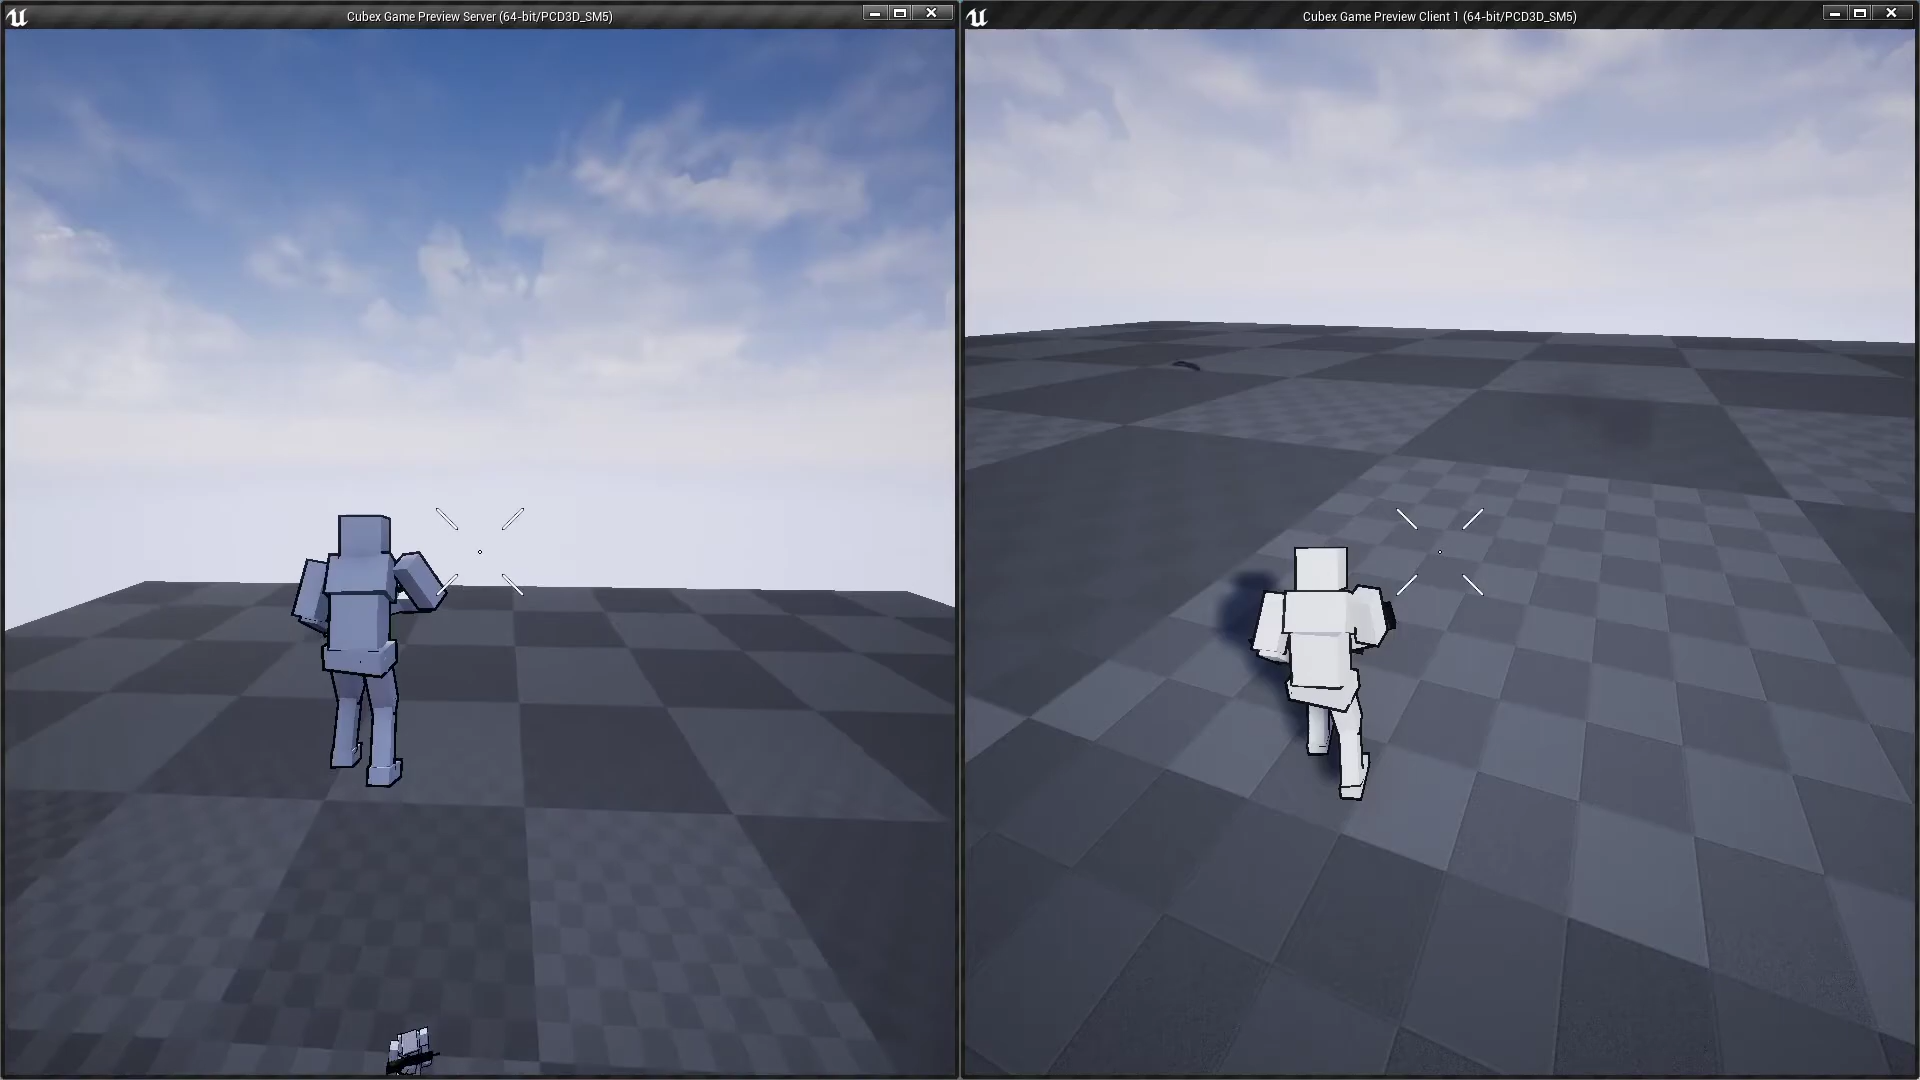 Cubex Game Preview Server (64-bit/PCD3D_SM5)
Cubex Game Preview Client 1 (64-bit/PCD3D_SM5)